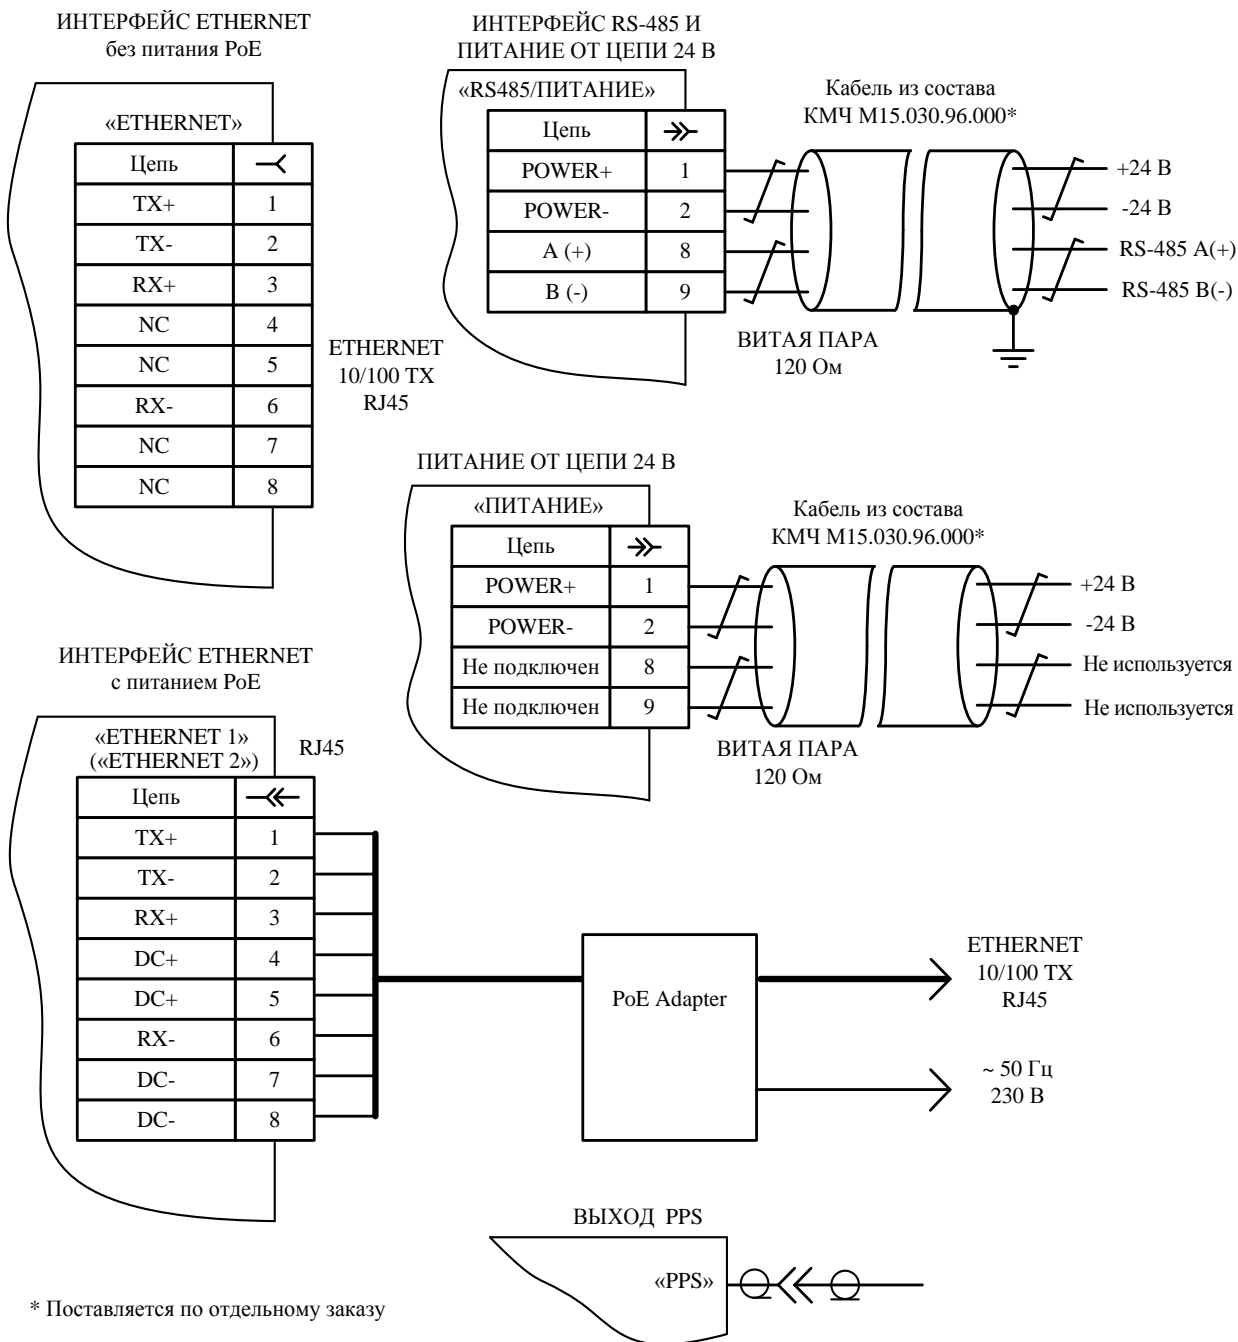 ИНТЕРФЕЙС ETHERNET
без питания PoE
«ETHERNET»
Цепь
TX+ 1
TX- 2
RX+ 3
NC 4
NC 5
RX- 6
NC 7
NC 8
ETHERNET
10/100 TX
RJ45
ИНТЕРФЕЙС RS-485 И
ПИТАНИЕ ОТ ЦЕПИ 24 В
«RS485/ПИТАНИЕ»
Цепь
POWER+ 1
POWER- 2
A (+) 8
B (-) 9
Кабель из состава
КМЧ М15.030.96.000*
+24 В
-24 В
RS-485 A(+)
RS-485 B(-)
ВИТАЯ ПАРА
120 Ом
ПИТАНИЕ ОТ ЦЕПИ 24 В
«ПИТАНИЕ»
Цепь
POWER+ 1
POWER- 2
Не подключен 8
Не подключен 9
Кабель из состава
КМЧ М15.030.96.000*
+24 В
-24 В
Не используется
Не используется
ВИТАЯ ПАРА
120 Ом
ИНТЕРФЕЙС ETHERNET
с питанием PoE
«ETHERNET 1»
(«ETHERNET 2»)
RJ45
Цепь
TX+ 1
TX- 2
RX+ 3
DC+ 4
DC+ 5
RX- 6
DC- 7
DC- 8
PoE Adapter
ETHERNET
10/100 TX
RJ45
~ 50 Гц
230 В
ВЫХОД PPS
«PPS»
* Поставляется по отдельному заказу